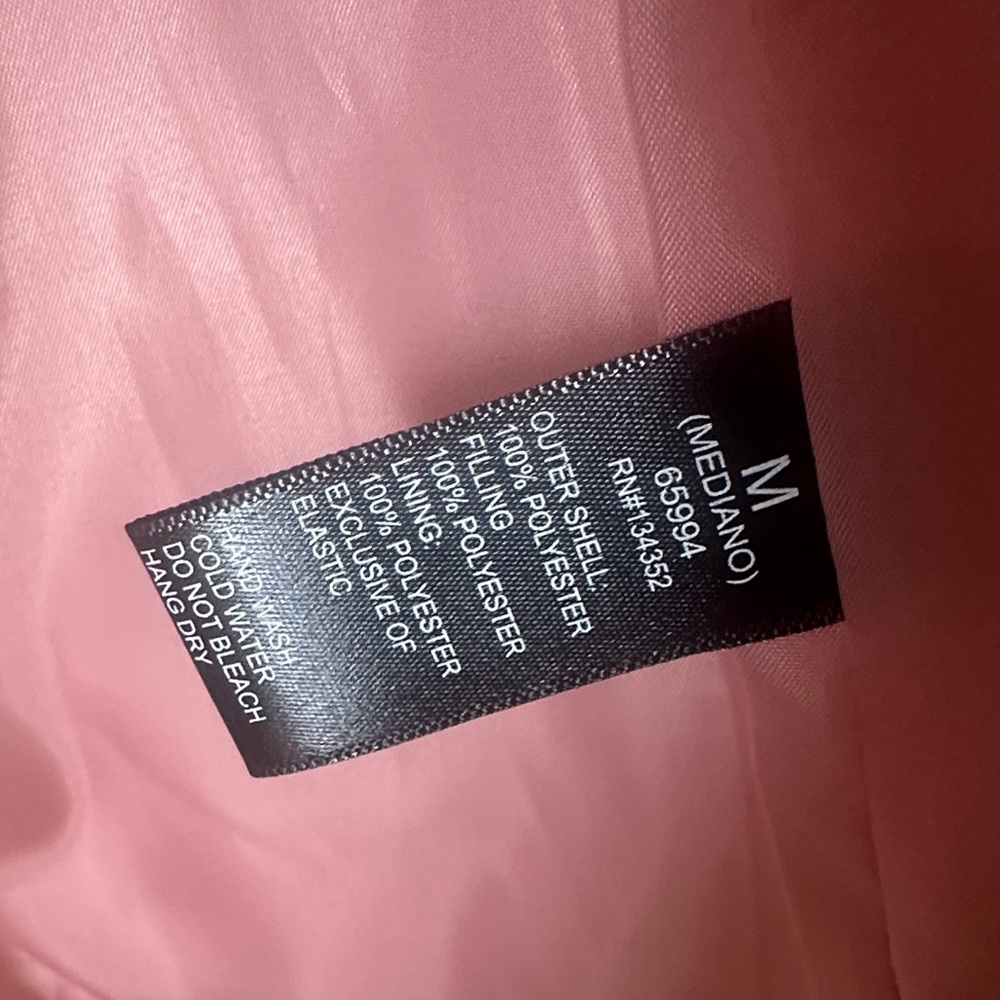 M
(MEDIANO)
65994
RN#134352
OUTER SHELL:
100% POLYESTER
FILLING
100% POLYESTER
LINING.
100% POLYESTER
EXCLUSIVE OF
ELASTIC
HAND WASH
COLD WATER
DO NOT BLEACH
HANG DRY